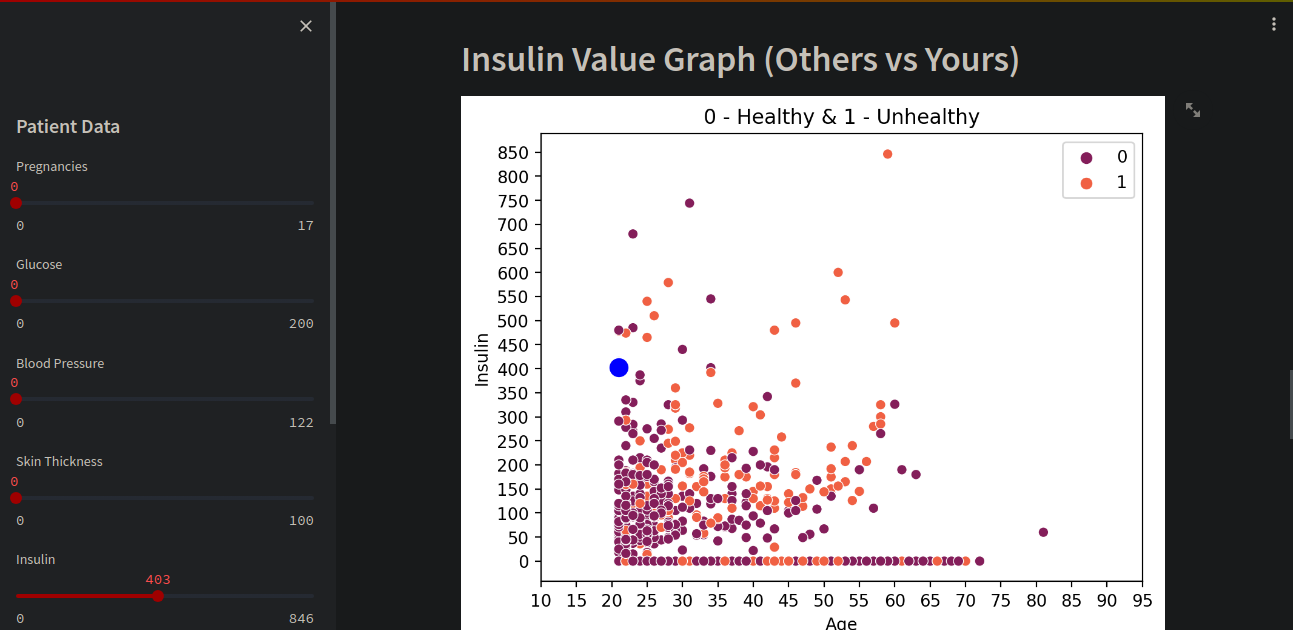 Patient Data
Pregnancies
0
0 17
Glucose
0
0 200
Blood Pressure
0
0 122
Skin Thickness
0
0 100
Insulin
403
0 846
Insulin Value Graph (Others vs Yours)
0 - Healthy & 1 - Unhealthy
0
1
850
800
750
700
650
600
550
500
450
400
350
300
250
200
150
100
50
0
Insulin
10 15 20 25 30 35 40 45 50 55 60 65 70 75 80 85 90 95
Age